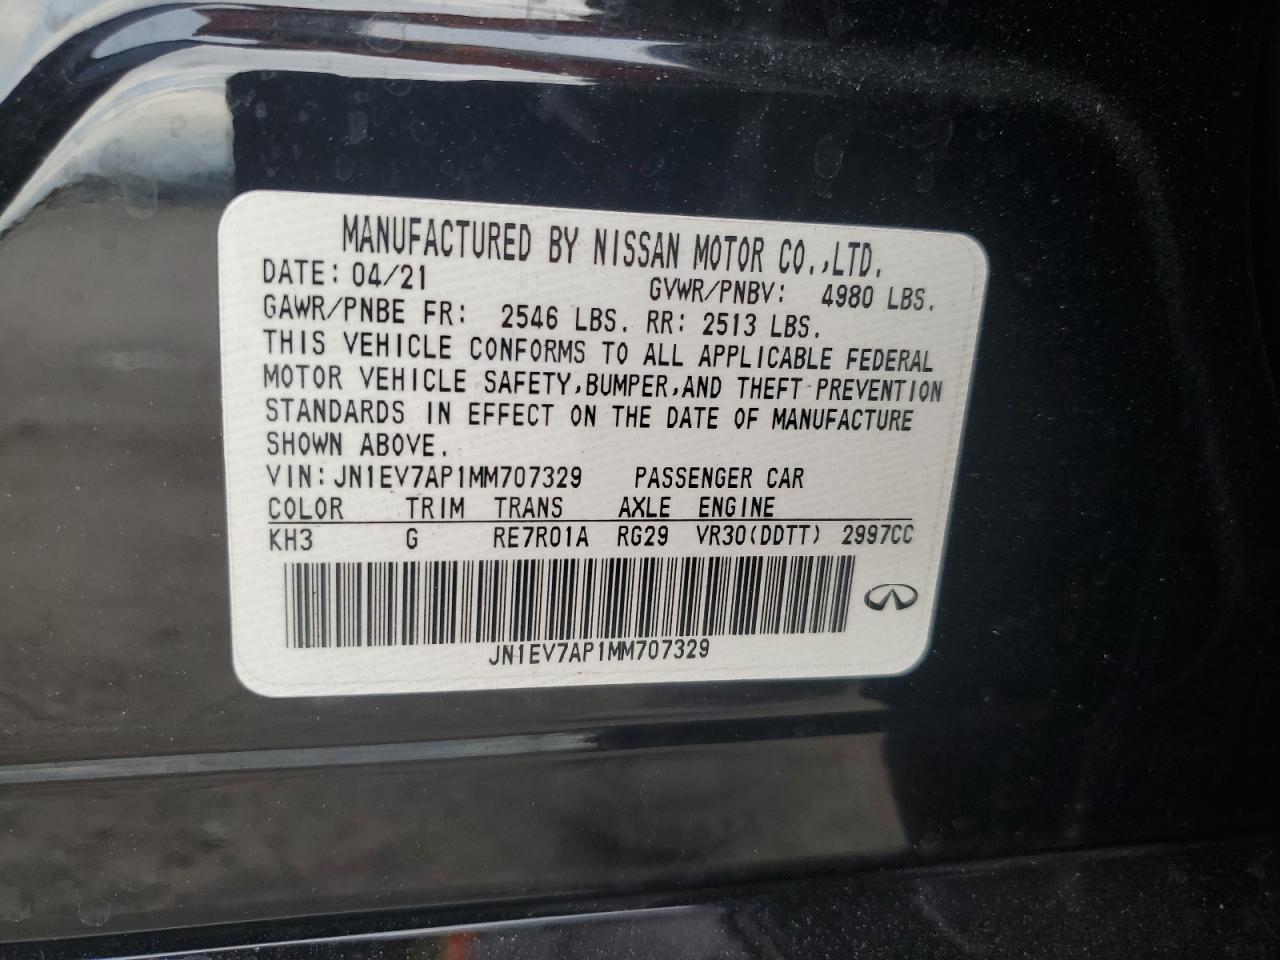 MANUFACTURED BY NISSAN MOTOR CO.,LTD.
DATE: 04/21 GVWR/PNBV: 4980 LBS.
GAWR/PNBE FR: 2546 LBS. RR: 2513 LBS.
THIS VEHICLE CONFORMS TO ALL APPLICABLE FEDERAL
MOTOR VEHICLE SAFETY,BUMPER,AND THEFT PREVENTION
STANDARDS IN EFFECT ON THE DATE OF MANUFACTURE
SHOWN ABOVE.
VIN:JN1EV7AP1MM707329 PASSENGER CAR
COLOR TRIM TRANS AXLE ENGINE
KH3 G RE7R01A RG29 VR30(DDTT) 2997CC
JN1EV7AP1MM707329